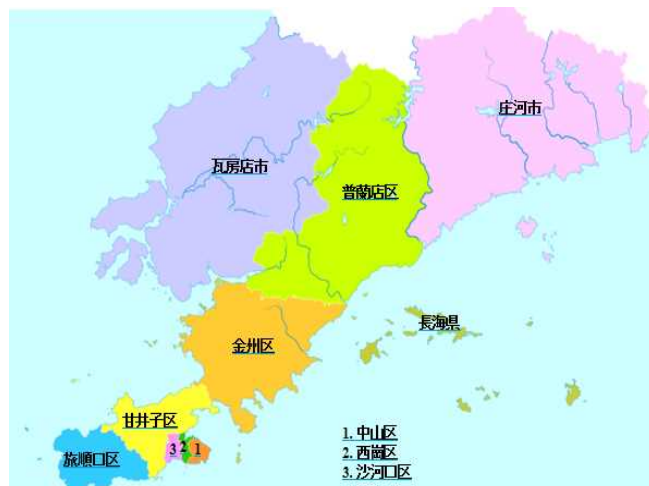 庄河市
瓦房店市
普蘭店区
長海県
金州区
甘井子区
3
2
1
旅順口区
1. 中山区
2. 西崗区
3. 沙河口区